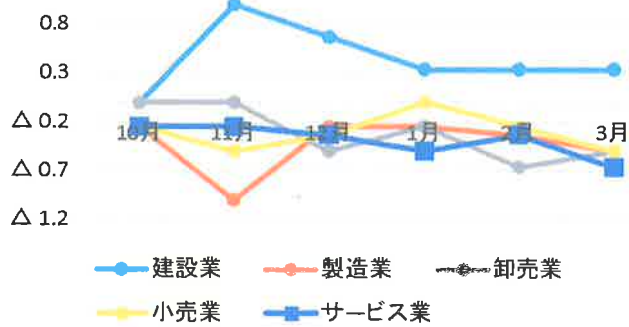 0.8
0.3
△ 0.2
10月 11月 12月 1月 2月 3月
△ 0.7
△ 1.2
建設業 製造業 卸売業
小売業 サービス業